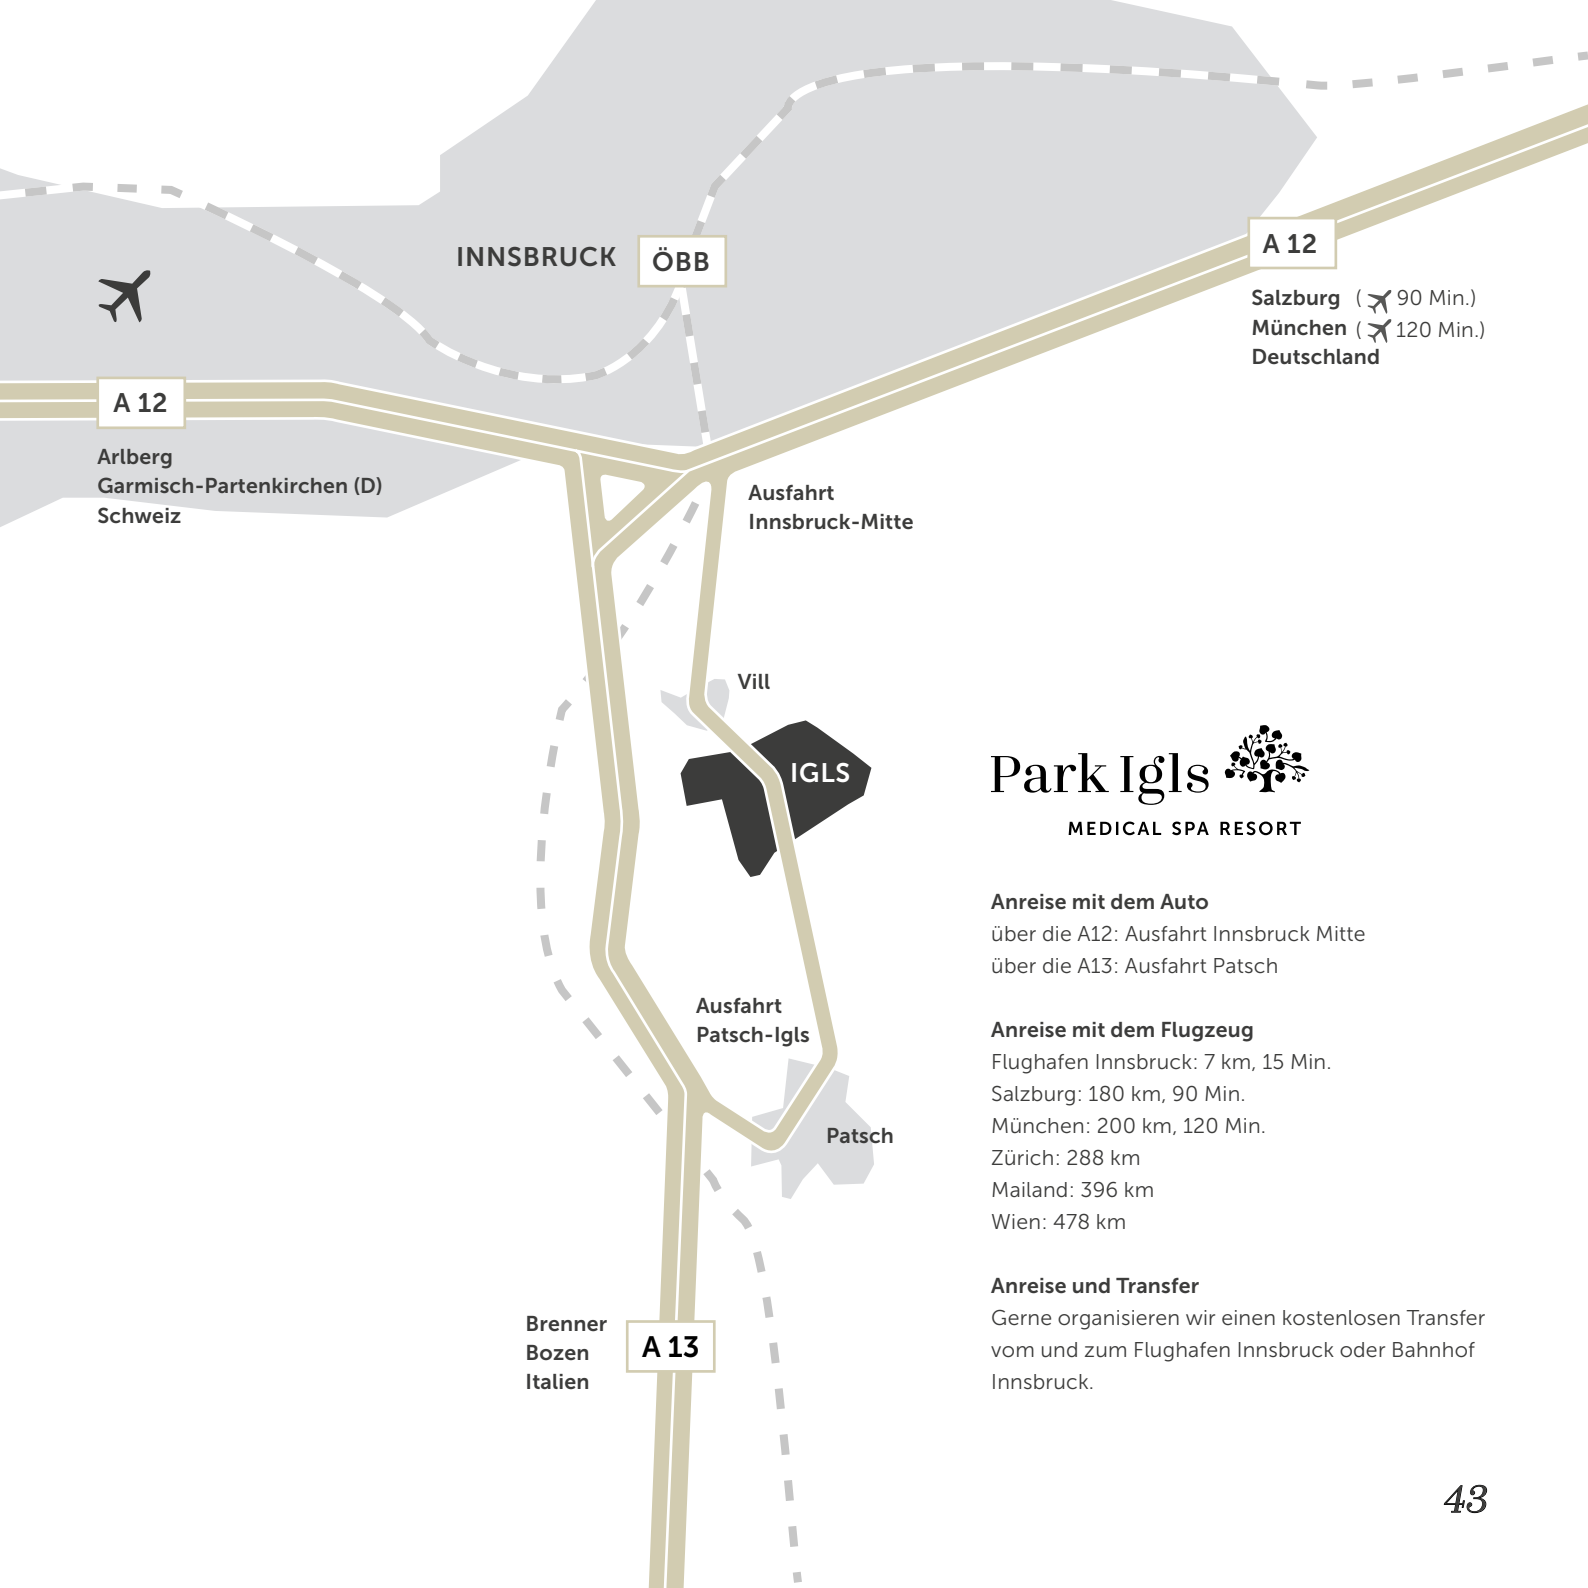 INNSBRUCK
ÖBB
A 12
Salzburg ( 90 Min.)
München ( 120 Min.)
Deutschland
A 12
Arlberg
Garmisch-Partenkirchen (D)
Schweiz
Ausfahrt
Innsbruck-Mitte
Vill
IGLS
Park Igls
MEDICAL SPA RESORT
Anreise mit dem Auto
über die A12: Ausfahrt Innsbruck Mitte
über die A13: Ausfahrt Patsch
Ausfahrt
Patsch-Igls
Patsch
Anreise mit dem Flugzeug
Flughafen Innsbruck: 7 km, 15 Min.
Salzburg: 180 km, 90 Min.
München: 200 km, 120 Min.
Zürich: 288 km
Mailand: 396 km
Wien: 478 km
Anreise und Transfer
Gerne organisieren wir einen kostenlosen Transfer
vom und zum Flughafen Innsbruck oder Bahnhof
Innsbruck.
Brenner
Bozen
Italien
A 13
43